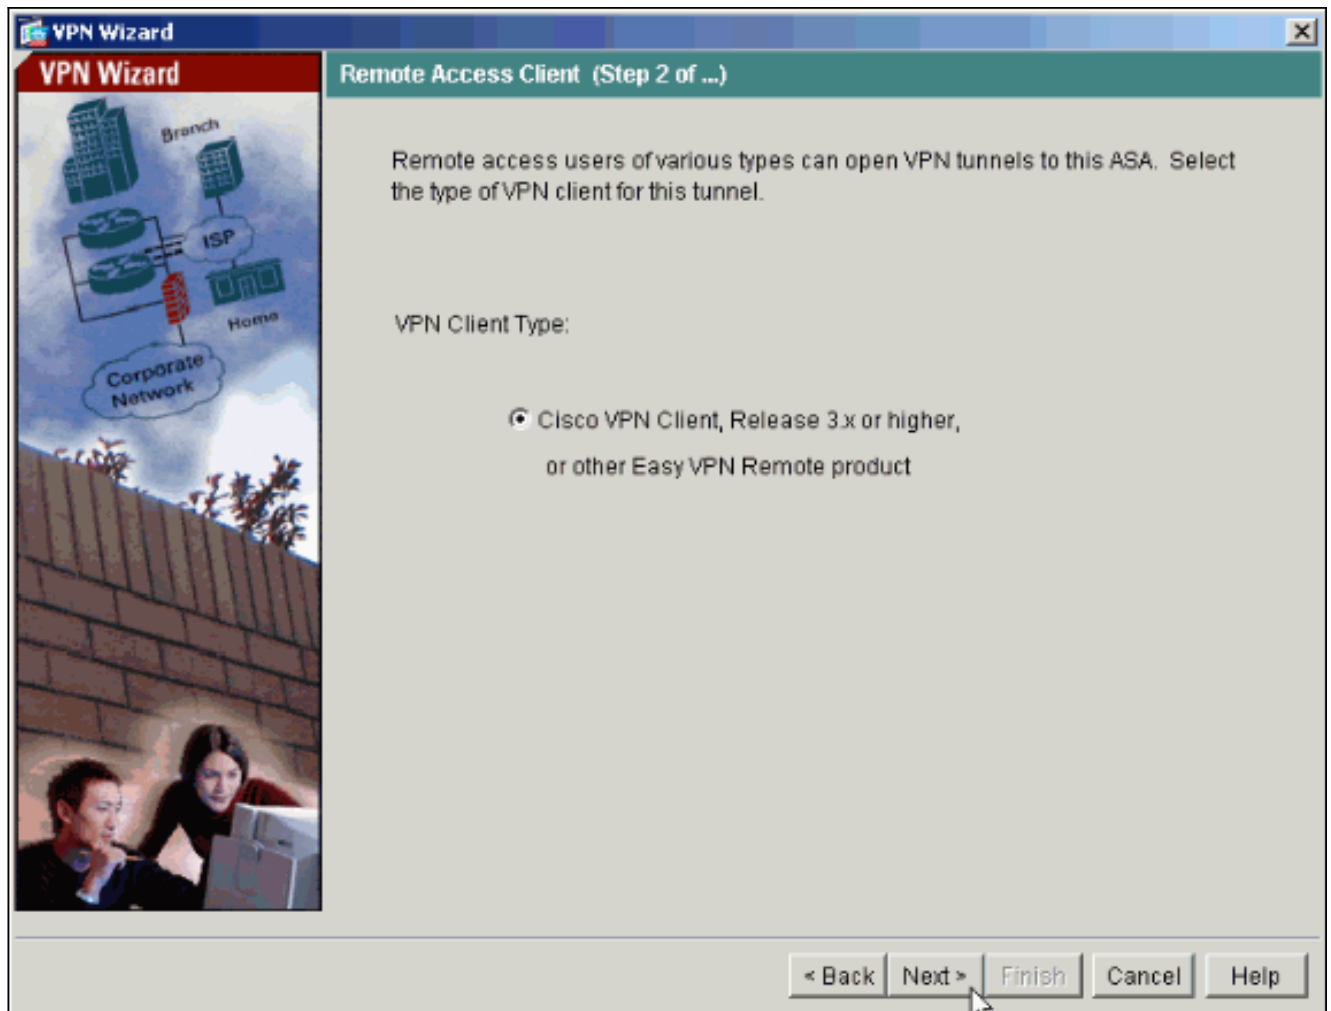 VPN Wizard
VPN Wizard
Remote Access Client (Step 2 of ...)
Branch
ISP
Home
Corporate
Network
Remote access users of various types can open VPN tunnels to this ASA. Select
the type of VPN client for this tunnel.
VPN Client Type:
Cisco VPN Client, Release 3.x or higher,
or other Easy VPN Remote product
< Back
Next >
Finish
Cancel
Help